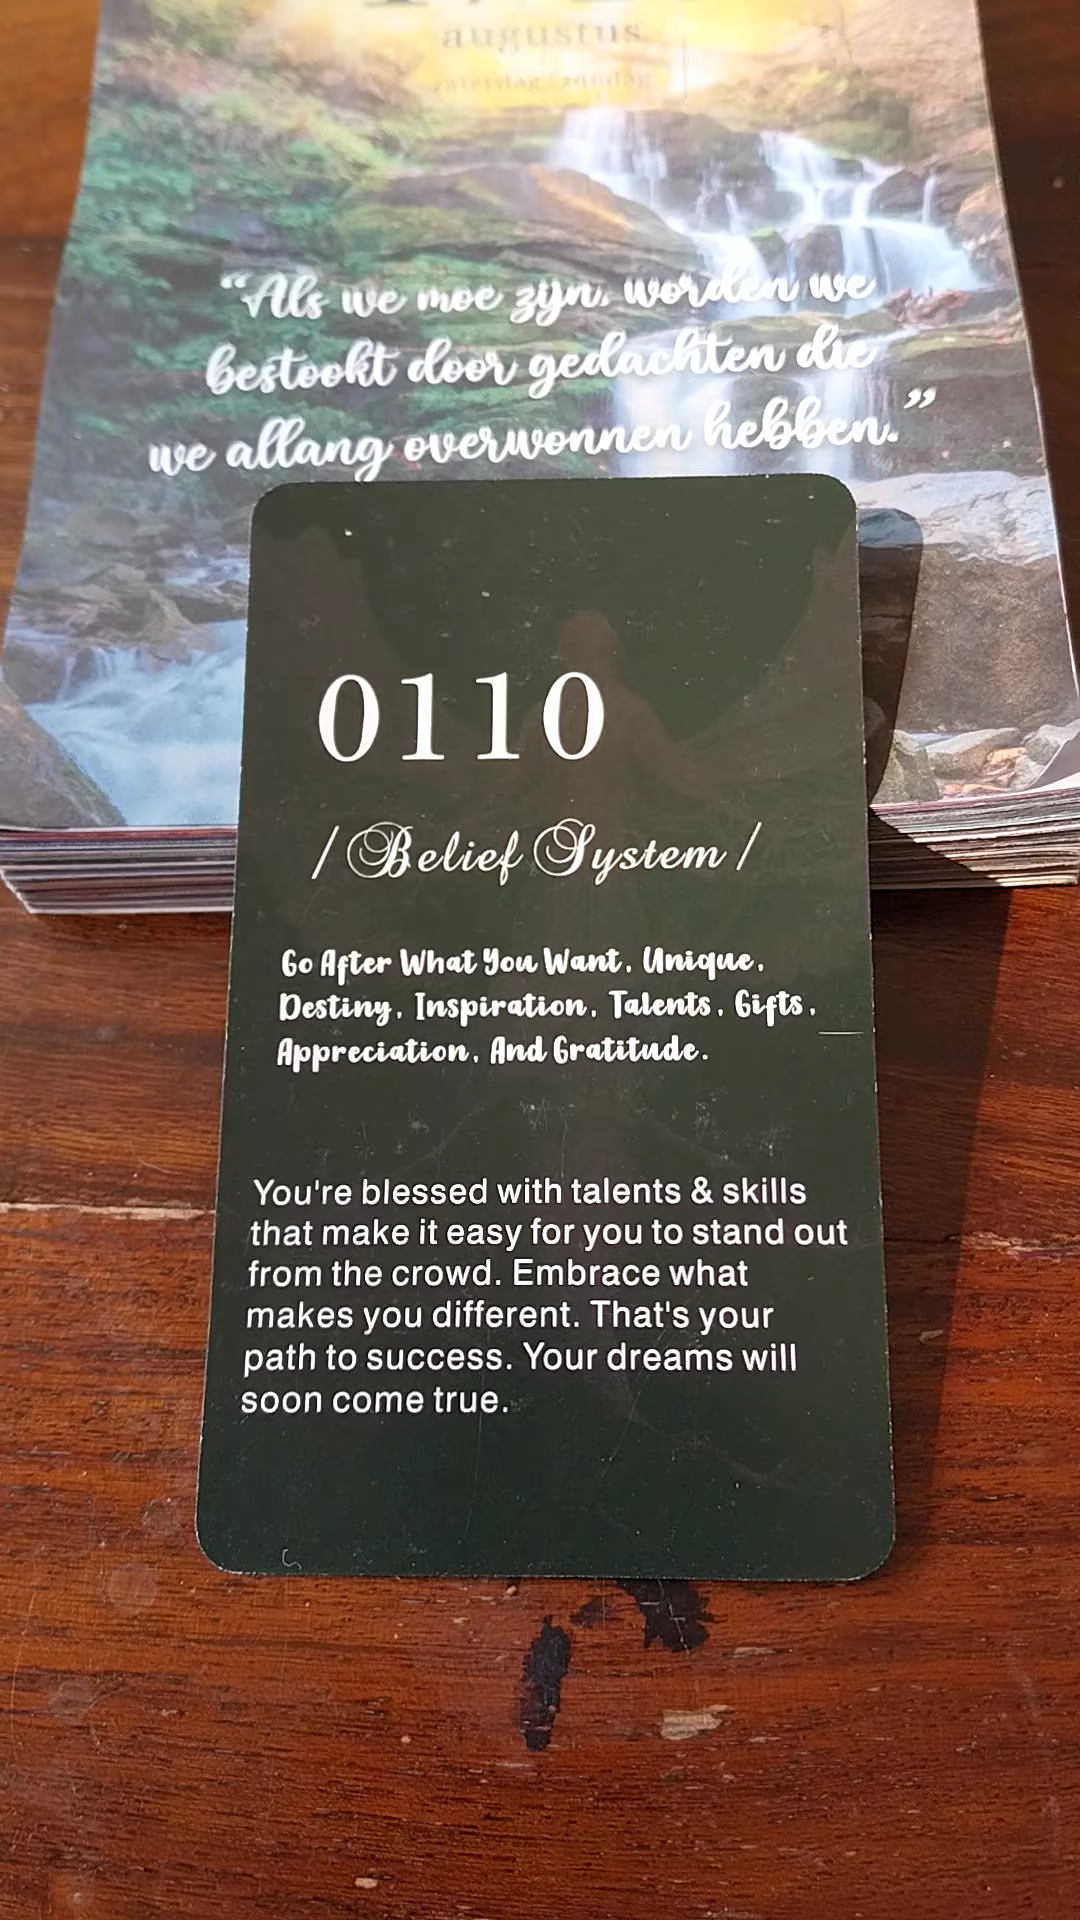 augustus
zaterdag zondag
“Als we moe zijn, worden we
bestookt door gedachten die
we allang overwonnen hebben.”
0110
/ Belief System /
Go After What You Want, Unique,
Destiny, Inspiration, Talents, Gifts,
Appreciation, And Gratitude.
You're blessed with talents & skills
that make it easy for you to stand out
from the crowd. Embrace what
makes you different. That's your
path to success. Your dreams will
soon come true.